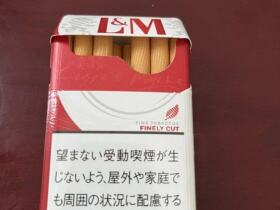 L&M
FINE TOBACCOS
FINELY CUT
望まない受動喫煙が生
じないよう、屋外や家庭で
も周囲の状況に配慮する